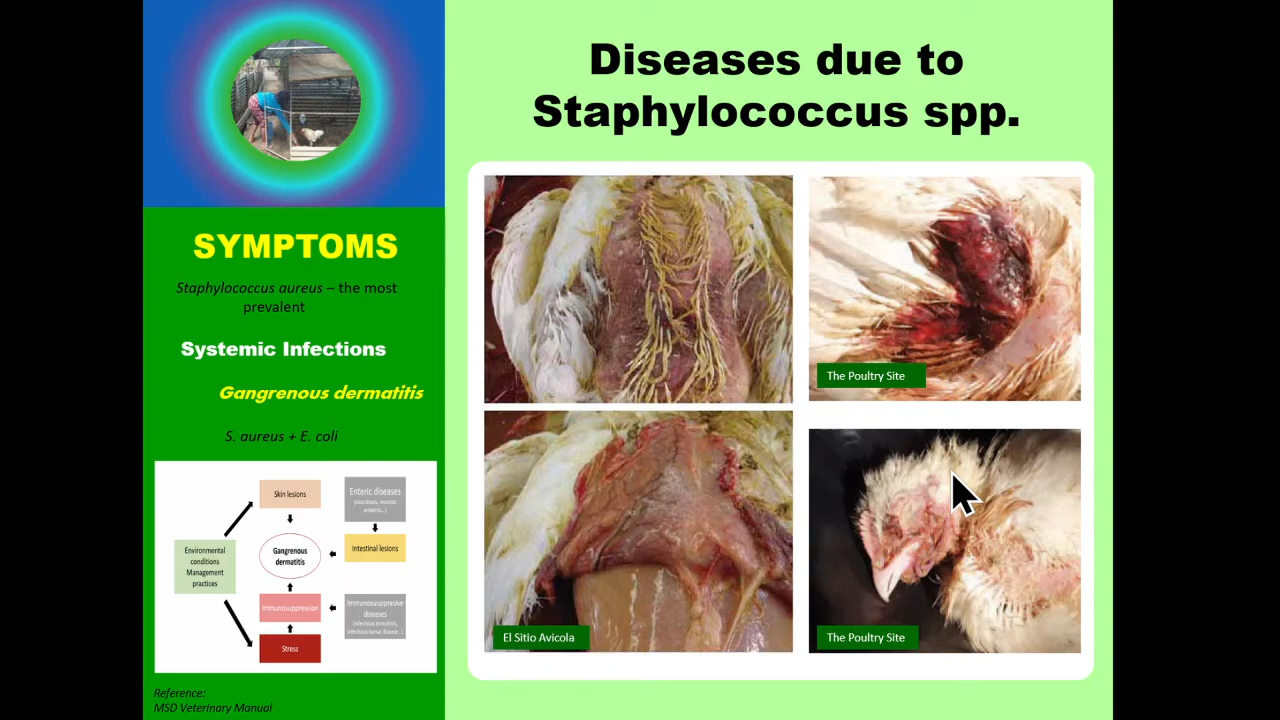 Diseases due to
Staphylococcus spp.
SYMPTOMS
Staphylococcus aureus – the most
prevalent
Systemic Infections
Gangrenous dermatitis
S. aureus + E. coli
Skin lesions
Enteric diseases
Environmental
conditions
Management
practices
Gangrenous
dermatitis
Intestinal lesions
Immunosuppression
Immunosuppresive
diseases
Stress
Reference:
MSD Veterinary Manual
The Poultry Site
El Sitio Avicola
The Poultry Site